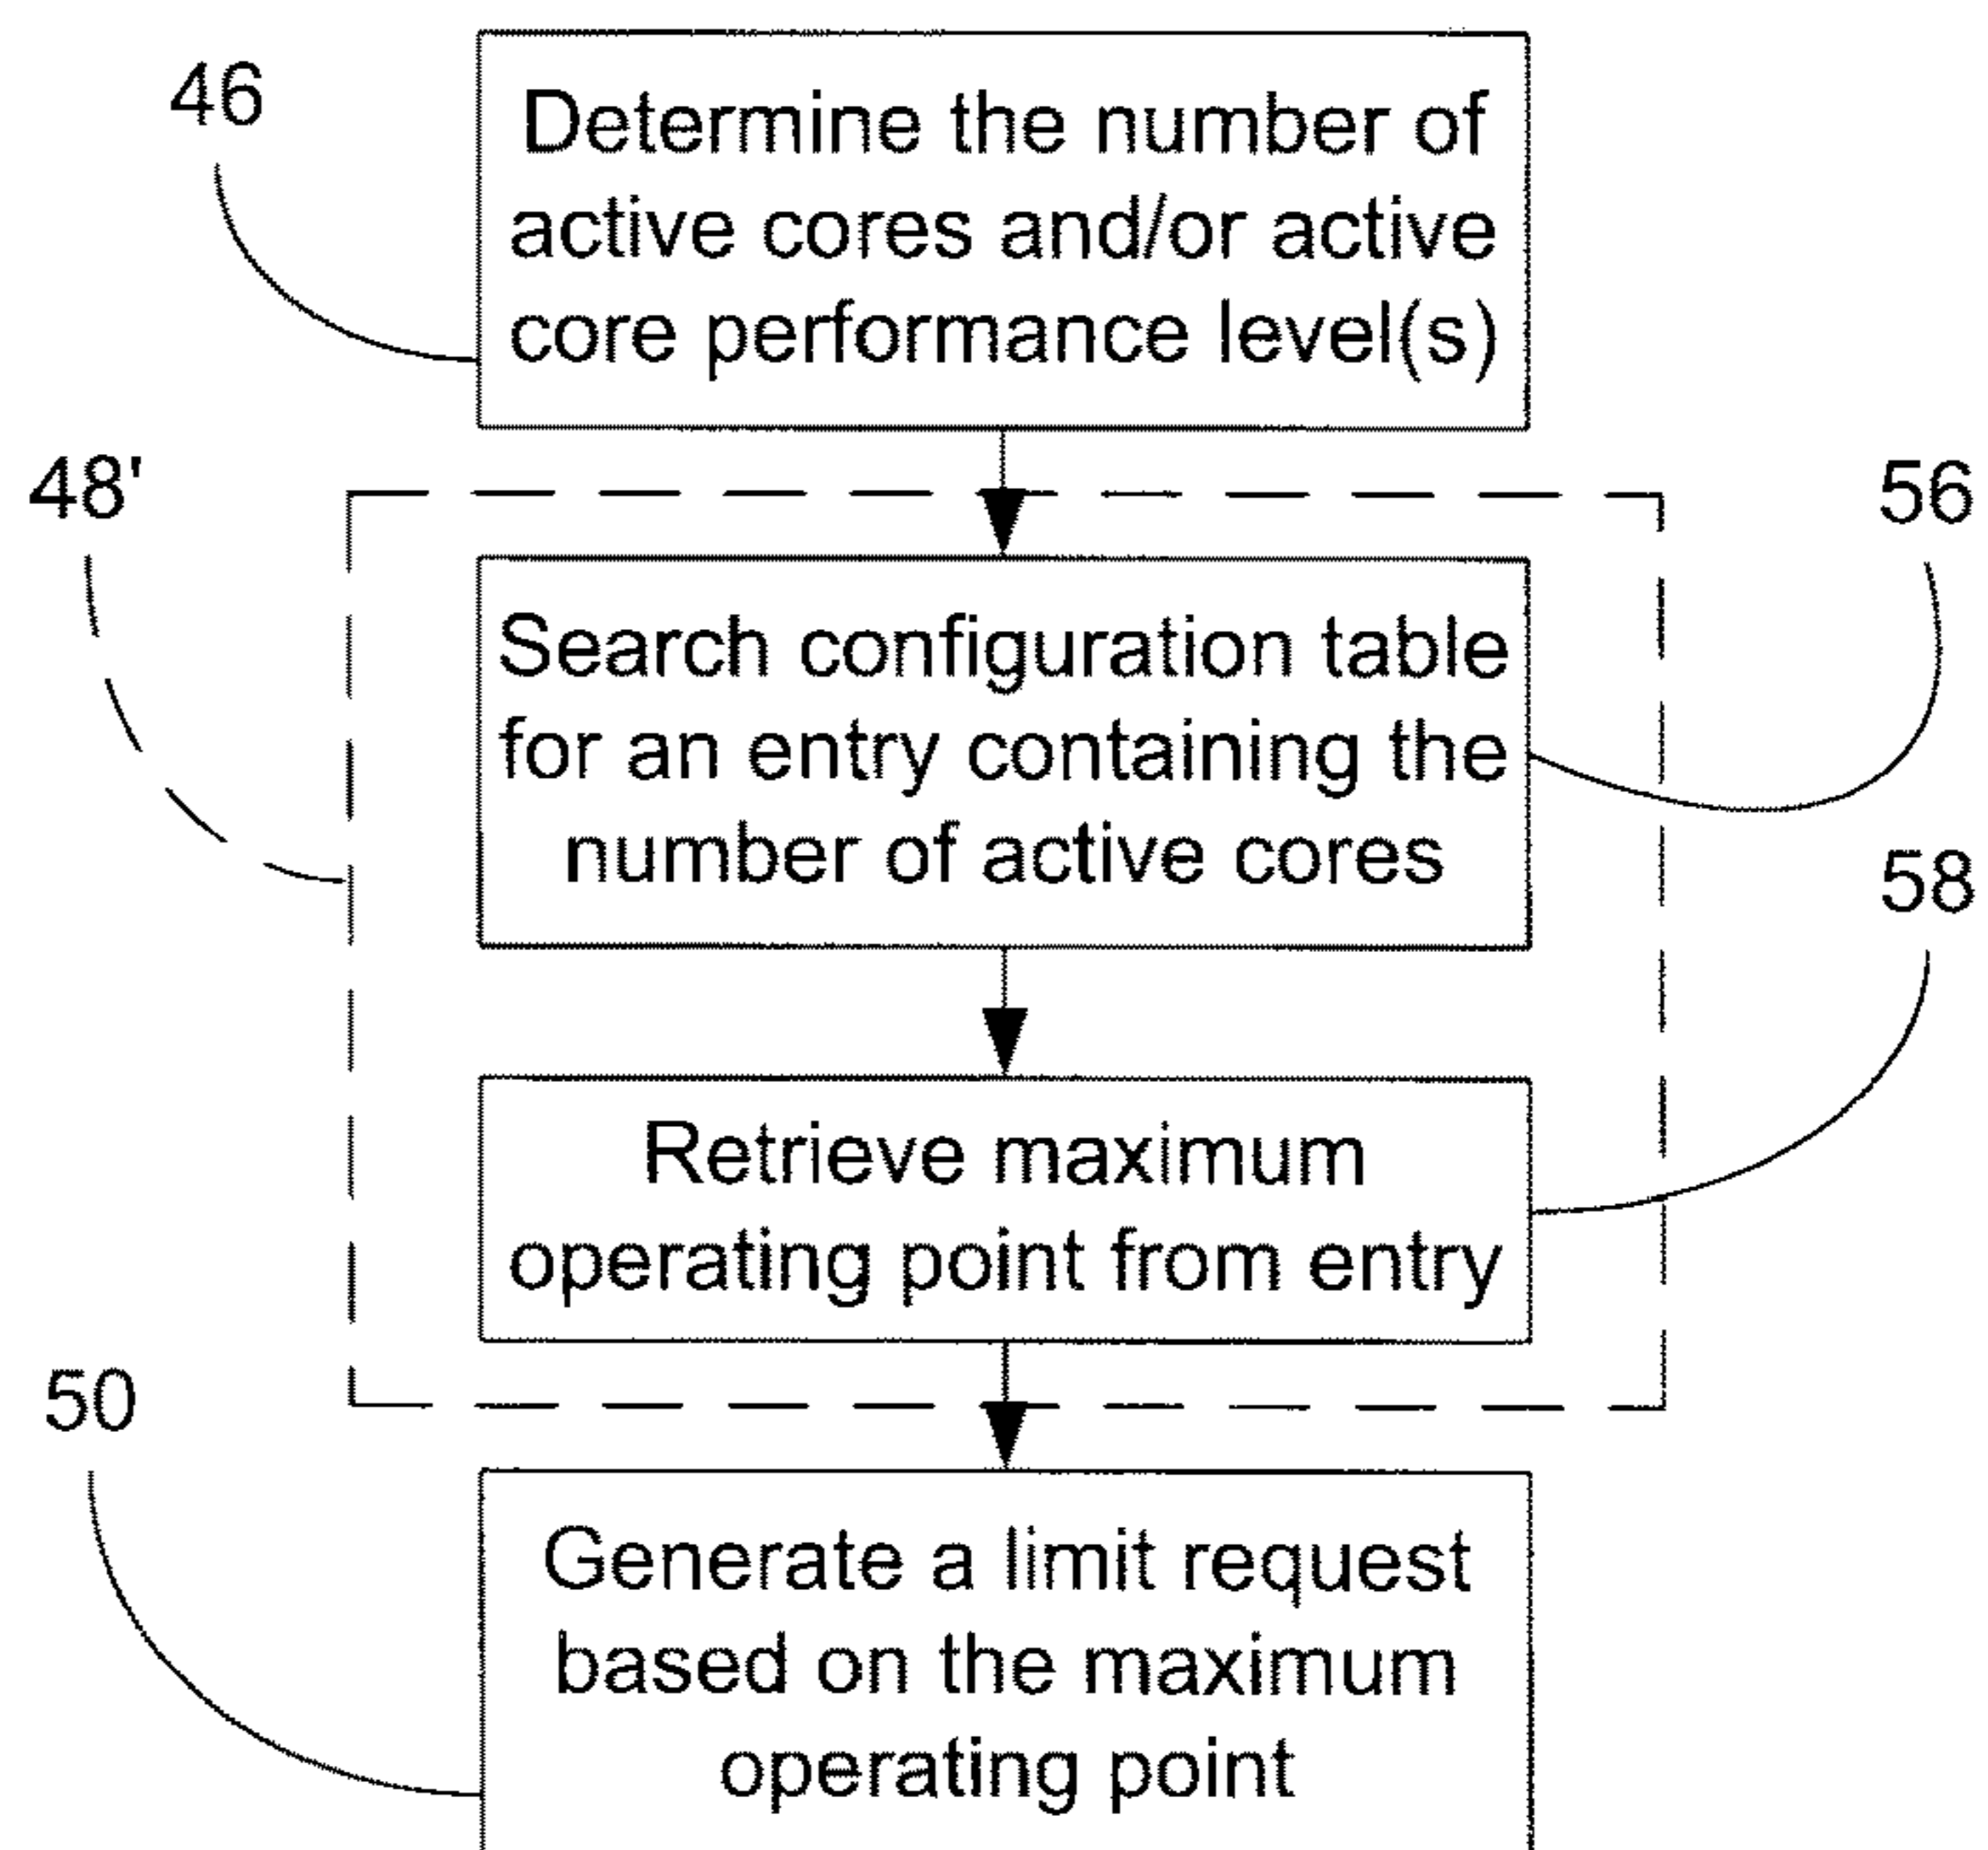 46
Determine the number of
active cores and/or active
core performance level(s)
48'
56
Search configuration table
for an entry containing the
number of active cores
58
Retrieve maximum
operating point from entry
50
Generate a limit request
based on the maximum
operating point